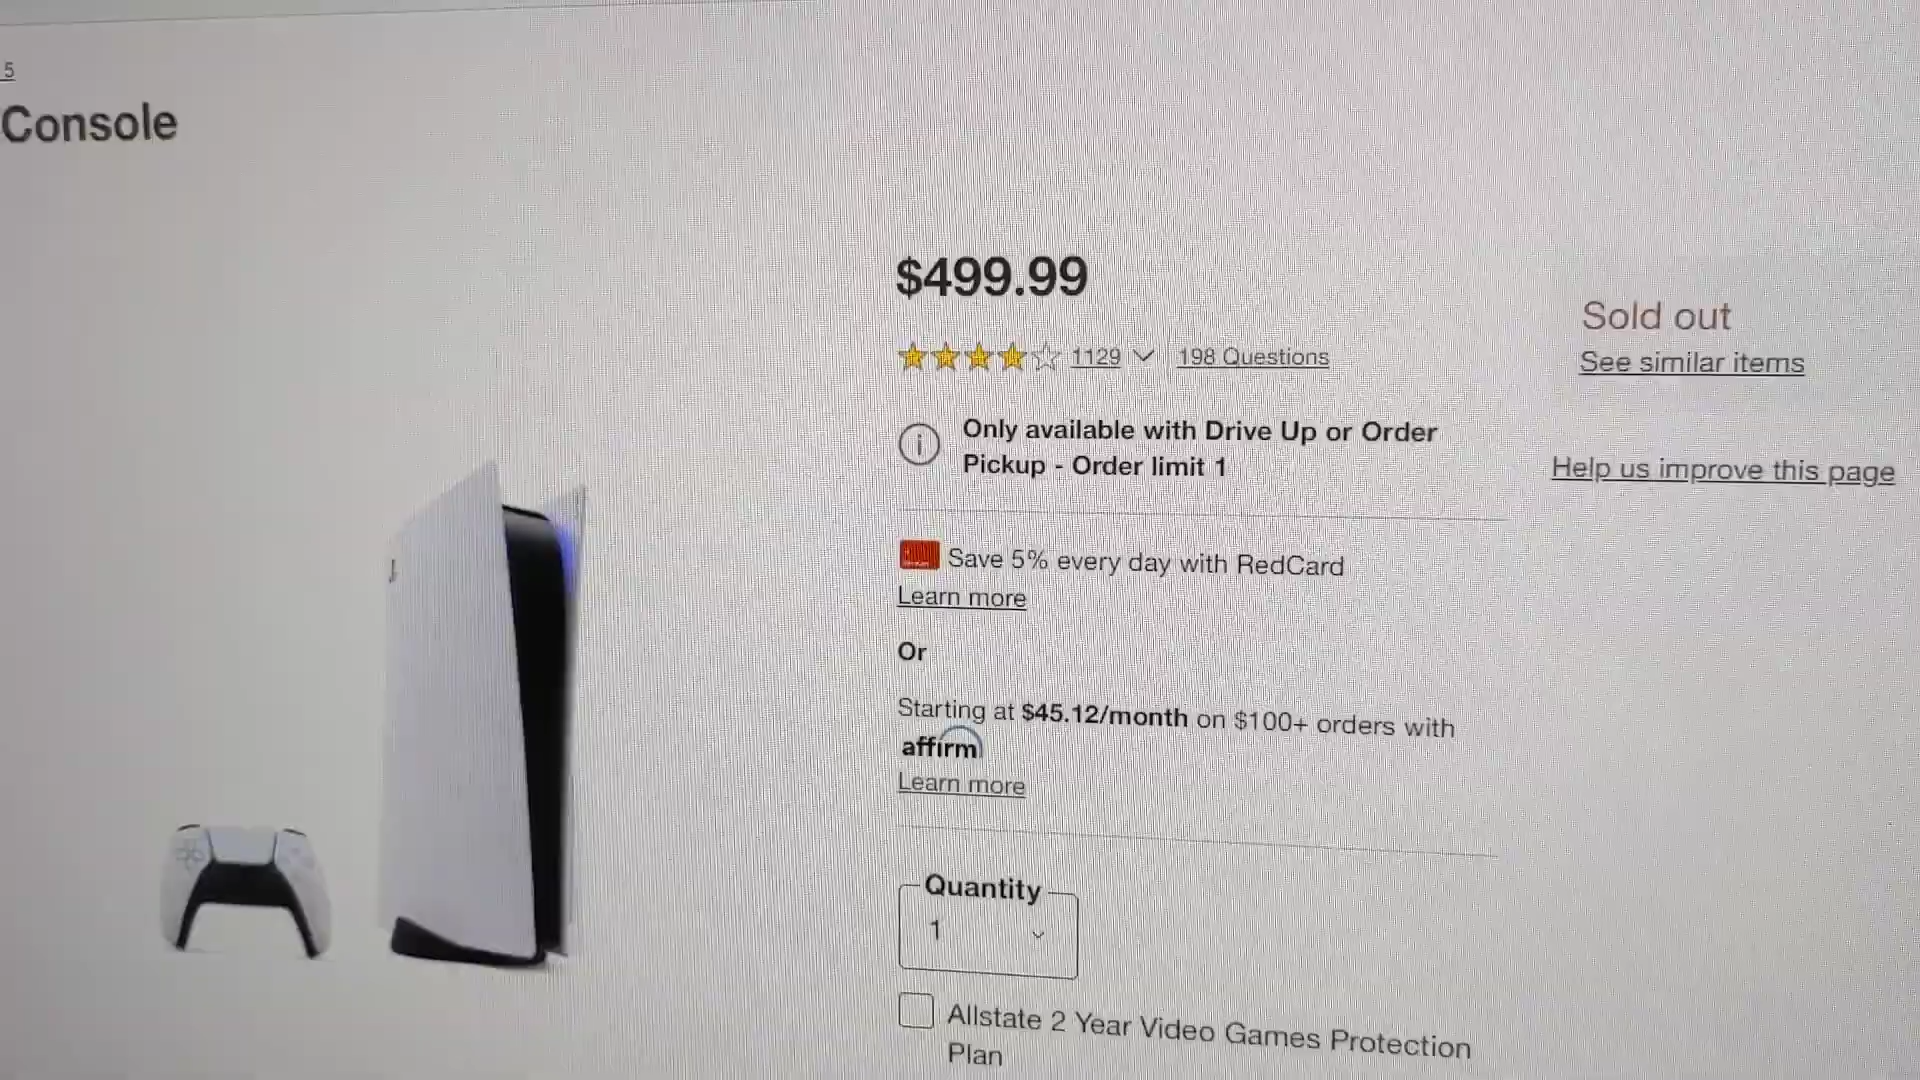 5
Console
$499.99
1129
198 Questions
Sold out
See similar items
Only available with Drive Up or Order
Pickup - Order limit 1
Help us improve this page
Save 5% every day with RedCard
Learn more
Or
Starting at $45.12/month on $100+ orders with
affirm
Learn more
Quantity
1
Allstate 2 Year Video Games Protection
Plan